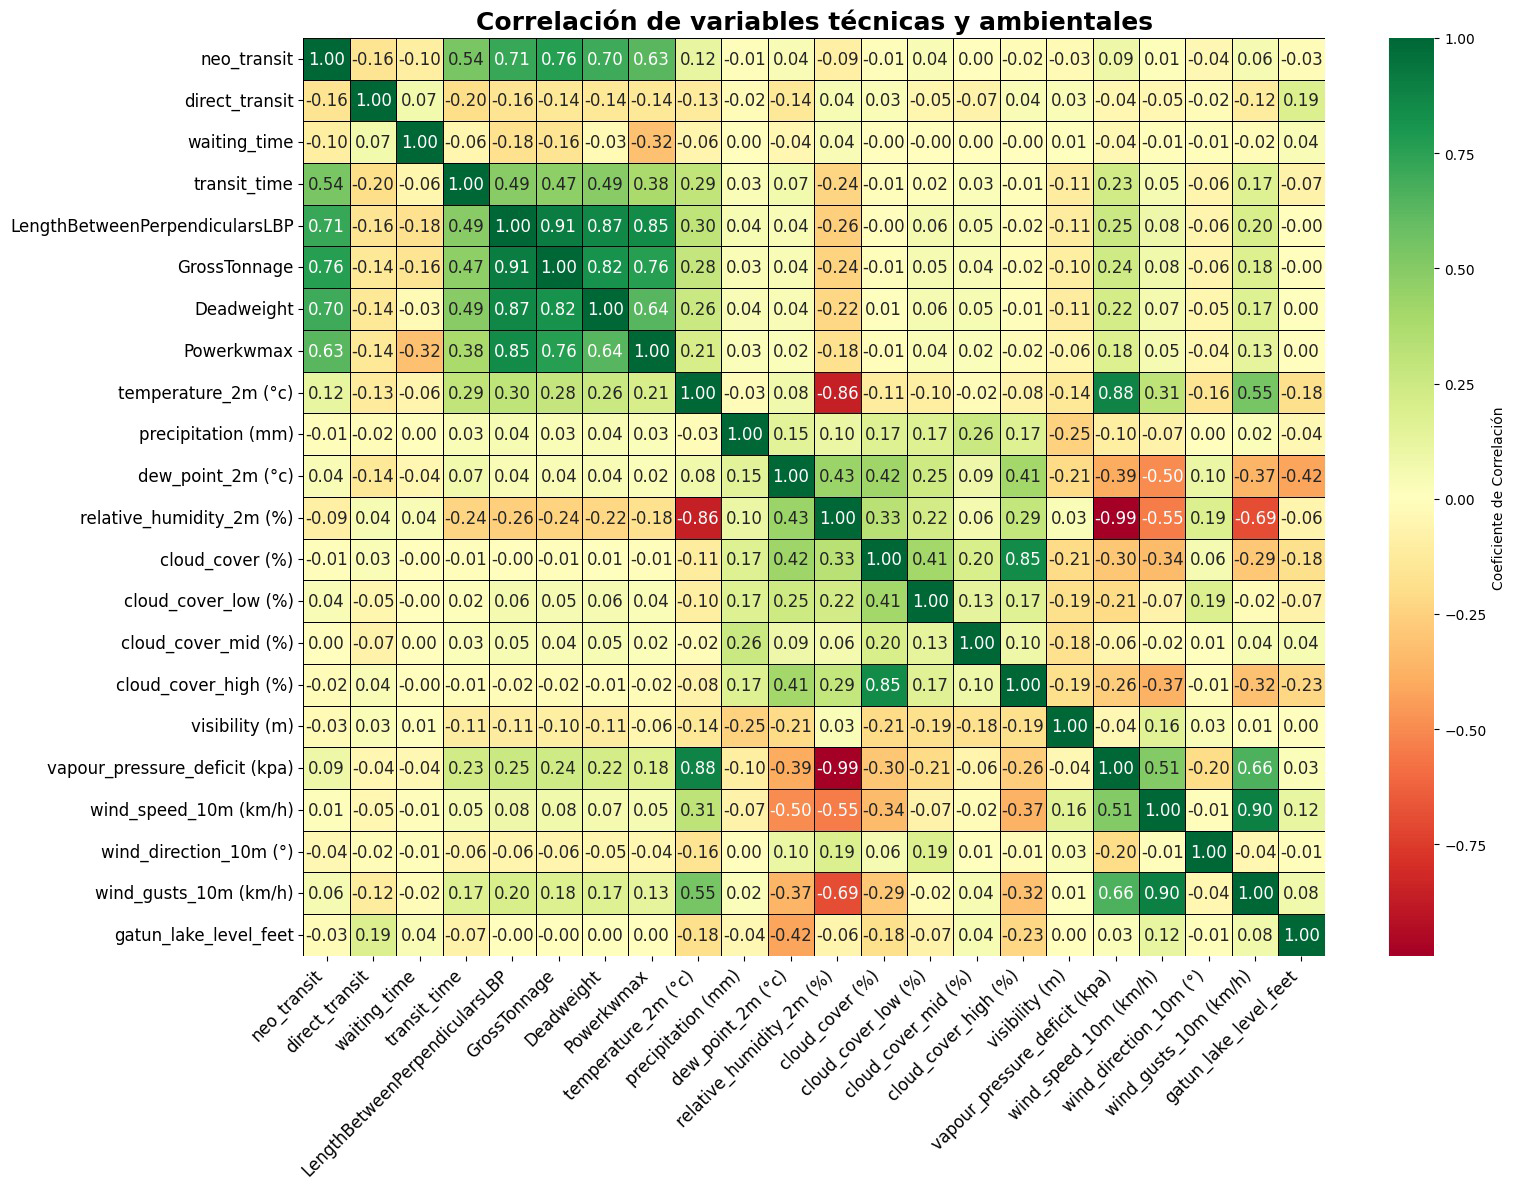 Correlación de variables técnicas y ambientales
neo_transit 1.00 -0.16 -0.10 0.54 0.71 0.76 0.70 0.63 0.12 -0.01 0.04 -0.09 -0.01 0.04 0.00 -0.02 -0.03 0.09 0.01 -0.04 0.06 -0.03
direct_transit -0.16 1.00 0.07 -0.20 -0.16 -0.14 -0.14 -0.14 -0.13 -0.02 -0.14 0.04 0.03 -0.05 -0.07 0.04 0.03 -0.04 -0.05 -0.02 -0.12 0.19
waiting_time -0.10 0.07 1.00 -0.06 -0.18 -0.16 -0.03 -0.32 -0.06 0.00 -0.04 0.04 -0.00 -0.00 0.00 -0.00 0.01 -0.04 -0.01 -0.01 -0.02 0.04
transit_time 0.54 -0.20 -0.06 1.00 0.49 0.47 0.49 0.38 0.29 0.03 0.07 -0.24 -0.01 0.02 0.03 -0.01 -0.11 0.23 0.05 -0.06 0.17 -0.07
LengthBetweenPerpendicularsLBP 0.71 -0.16 -0.18 0.49 1.00 0.91 0.87 0.85 0.30 0.04 0.04 -0.26 -0.00 0.06 0.05 -0.02 -0.11 0.25 0.08 -0.06 0.20 -0.00
GrossTonnage 0.76 -0.14 -0.16 0.47 0.91 1.00 0.82 0.76 0.28 0.03 0.04 -0.24 -0.01 0.05 0.04 -0.02 -0.10 0.24 0.08 -0.06 0.18 -0.00
Deadweight 0.70 -0.14 -0.03 0.49 0.87 0.82 1.00 0.64 0.26 0.04 0.04 -0.22 0.01 0.06 0.05 -0.01 -0.11 0.22 0.07 -0.05 0.17 0.00
Powerkwmax 0.63 -0.14 -0.32 0.38 0.85 0.76 0.64 1.00 0.21 0.03 0.02 -0.18 -0.01 0.04 0.02 -0.02 -0.06 0.18 0.05 -0.04 0.13 0.00
temperature_2m (°c) 0.12 -0.13 -0.06 0.29 0.30 0.28 0.26 0.21 1.00 -0.03 0.08 -0.86 -0.11 -0.10 -0.02 -0.08 -0.14 0.88 0.31 -0.16 0.55 -0.18
precipitation (mm) -0.01 -0.02 0.00 0.03 0.04 0.03 0.04 0.03 -0.03 1.00 0.15 0.10 0.17 0.17 0.26 0.17 -0.25 -0.10 -0.07 0.00 0.02 -0.04
dew_point_2m (°c) 0.04 -0.14 -0.04 0.07 0.04 0.04 0.04 0.02 0.08 0.15 1.00 0.43 0.42 0.25 0.09 0.41 -0.21 -0.39 -0.50 0.10 -0.37 -0.42
relative_humidity_2m (%) -0.09 0.04 0.04 -0.24 -0.26 -0.24 -0.22 -0.18 -0.86 0.10 0.43 1.00 0.33 0.22 0.06 0.29 0.03 -0.99 -0.55 0.19 -0.69 -0.06
cloud_cover (%) -0.01 0.03 -0.00 -0.01 -0.00 -0.01 0.01 -0.01 -0.11 0.17 0.42 0.33 1.00 0.41 0.20 0.85 -0.21 -0.30 -0.34 0.06 -0.29 -0.18
cloud_cover_low (%) 0.04 -0.05 -0.00 0.02 0.06 0.05 0.06 0.04 -0.10 0.17 0.25 0.22 0.41 1.00 0.13 0.17 -0.19 -0.21 -0.07 0.19 -0.02 -0.07
cloud_cover_mid (%) 0.00 -0.07 0.00 0.03 0.05 0.04 0.05 0.02 -0.02 0.26 0.09 0.06 0.20 0.13 1.00 0.10 -0.18 -0.06 -0.02 0.01 0.04 0.04
cloud_cover_high (%) -0.02 0.04 -0.00 -0.01 -0.02 -0.02 -0.01 -0.02 -0.08 0.17 0.41 0.29 0.85 0.17 0.10 1.00 -0.19 -0.26 -0.37 -0.01 -0.32 -0.23
visibility (m) -0.03 0.03 0.01 -0.11 -0.11 -0.10 -0.11 -0.06 -0.14 -0.25 -0.21 0.03 -0.21 -0.19 -0.18 -0.19 1.00 -0.04 0.16 0.03 0.01 0.00
vapour_pressure_deficit (kpa) 0.09 -0.04 -0.04 0.23 0.25 0.24 0.22 0.18 0.88 -0.10 -0.39 -0.99 -0.30 -0.21 -0.06 -0.26 -0.04 1.00 0.51 -0.20 0.66 0.03
wind_speed_10m (km/h) 0.01 -0.05 -0.01 0.05 0.08 0.08 0.07 0.05 0.31 -0.07 -0.50 -0.55 -0.34 -0.07 -0.02 -0.37 0.16 0.51 1.00 -0.01 0.90 0.12
wind_direction_10m (°) -0.04 -0.02 -0.01 -0.06 -0.06 -0.06 -0.05 -0.04 -0.16 0.00 0.10 0.19 0.06 0.19 0.01 -0.01 0.03 -0.20 -0.01 1.00 -0.04 -0.01
wind_gusts_10m (km/h) 0.06 -0.12 -0.02 0.17 0.20 0.18 0.17 0.13 0.55 0.02 -0.37 -0.69 -0.29 -0.02 0.04 -0.32 0.01 0.66 0.90 -0.04 1.00 0.08
gatun_lake_level_feet -0.03 0.19 0.04 -0.07 -0.00 -0.00 0.00 0.00 -0.18 -0.04 -0.42 -0.06 -0.18 -0.07 0.04 -0.23 0.00 0.03 0.12 -0.01 0.08 1.00
neo_transit
direct_transit
waiting_time
transit_time
LengthBetweenPerpendicularsLBP
GrossTonnage
Deadweight
Powerkwmax
temperature_2m (°c)
precipitation (mm)
dew_point_2m (°c)
relative_humidity_2m (%)
cloud_cover (%)
cloud_cover_low (%)
cloud_cover_mid (%)
cloud_cover_high (%)
visibility (m)
vapour_pressure_deficit (kpa)
wind_speed_10m (km/h)
wind_direction_10m (°)
wind_gusts_10m (km/h)
gatun_lake_level_feet
1.00
0.75
0.50
0.25
0.00
−0.25
−0.50
−0.75
Coeficiente de Correlación